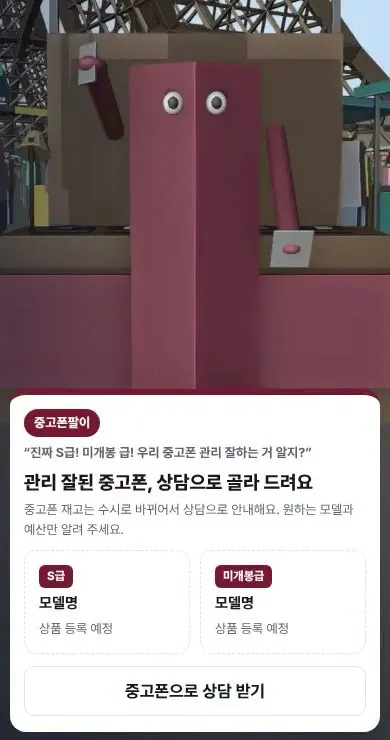 중고폰팔이
“진짜 S급! 미개봉 급! 우리 중고폰 관리 잘하는 거 알지?”
관리 잘된 중고폰, 상담으로 골라 드려요
중고폰 재고는 수시로 바뀌어서 상담으로 안내해요. 원하는 모델과
예산만 알려 주세요.
S급
모델명
상품 등록 예정
미개봉급
모델명
상품 등록 예정
중고폰으로 상담 받기